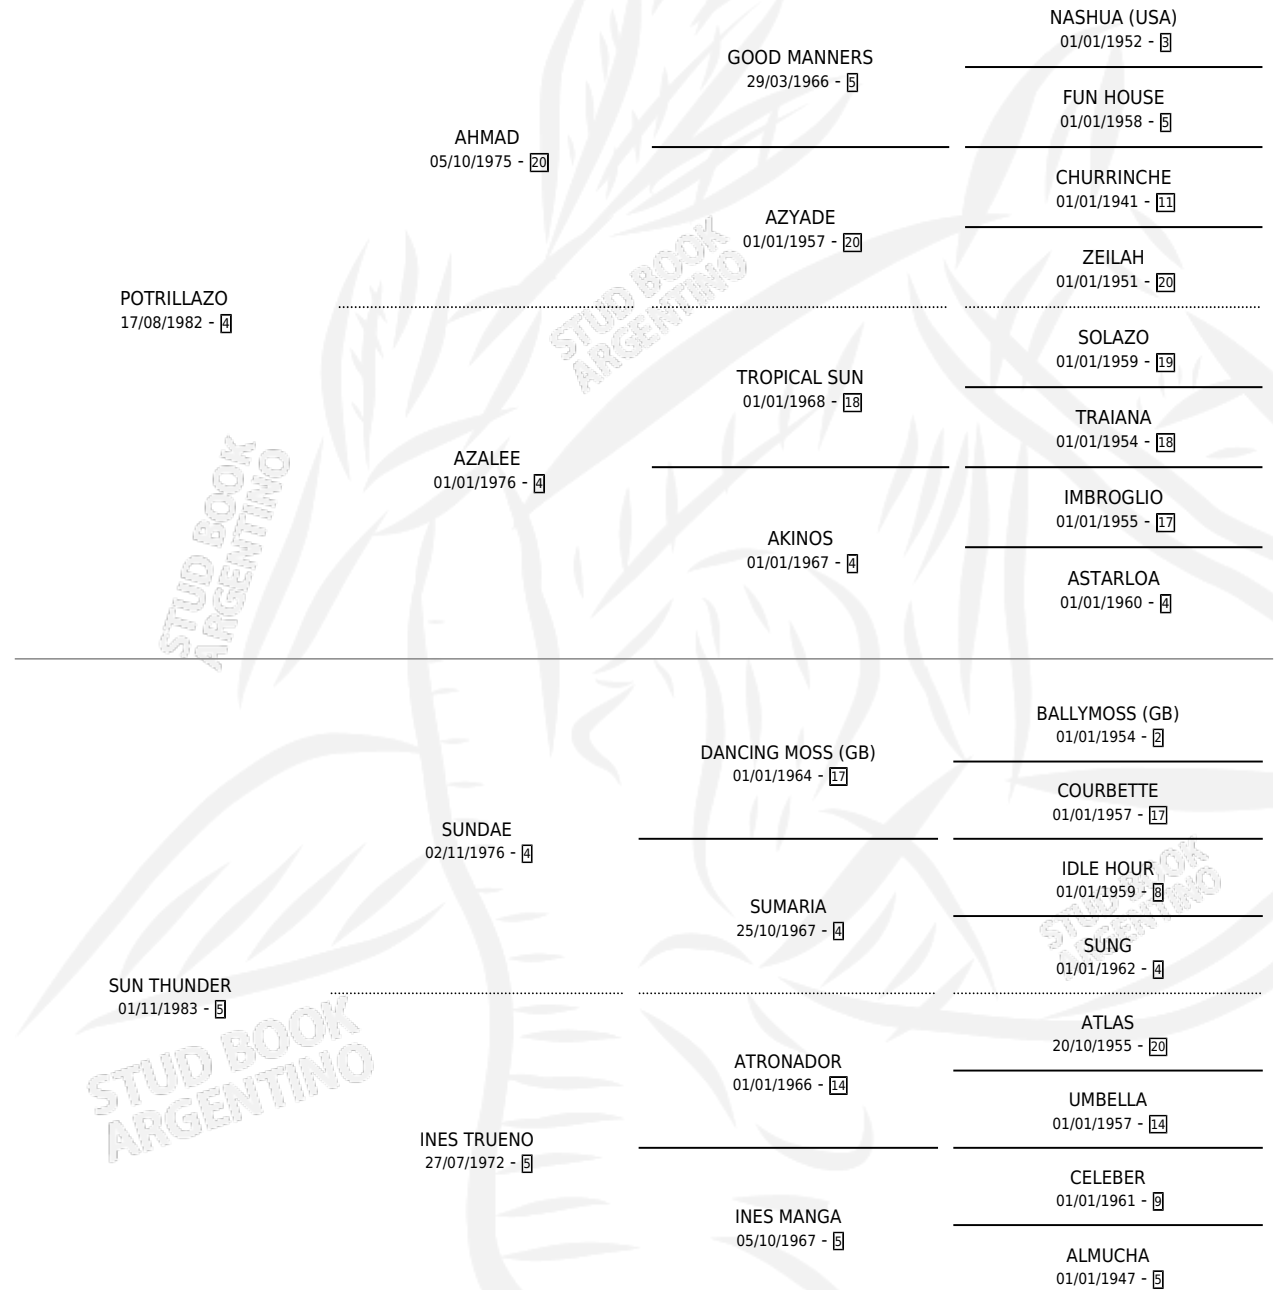 NASHUA (USA)
01/01/1952 - 3
GOOD MANNERS
29/03/1966 - 5
FUN HOUSE
01/01/1958 - 5
AHMAD
05/10/1975 - 20
CHURRINCHE
01/01/1941 - 11
AZYADE
01/01/1957 - 20
ZEILAH
01/01/1951 - 20
POTRILLAZO
17/08/1982 - 4
STUD BOOK
ARGENTINO
SOLAZO
01/01/1959 - 19
TROPICAL SUN
01/01/1968 - 18
TRAIANA
01/01/1954 - 18
AZALEE
01/01/1976 - 4
IMBROGLIO
01/01/1955 - 17
AKINOS
01/01/1967 - 4
ASTARLOA
01/01/1960 - 4
STUD BOOK
ARGENTINO
BALLYMOSS (GB)
01/01/1954 - 2
DANCING MOSS (GB)
01/01/1964 - 17
COURBETTE
01/01/1957 - 17
SUNDAE
02/11/1976 - 4
IDLE HOUR
01/01/1959 - 8
SUMARIA
25/10/1967 - 4
SUNG
01/01/1962 - 4
STUD BOOK
ARGENTINO
SUN THUNDER
01/11/1983 - 5
ATLAS
20/10/1955 - 20
ATRONADOR
01/01/1966 - 14
UMBELLA
01/01/1957 - 14
STUD BOOK
ARGENTINO
INES TRUENO
27/07/1972 - 5
CELEBER
01/01/1961 - 9
INES MANGA
05/10/1967 - 5
ALMUCHA
01/01/1947 - 5